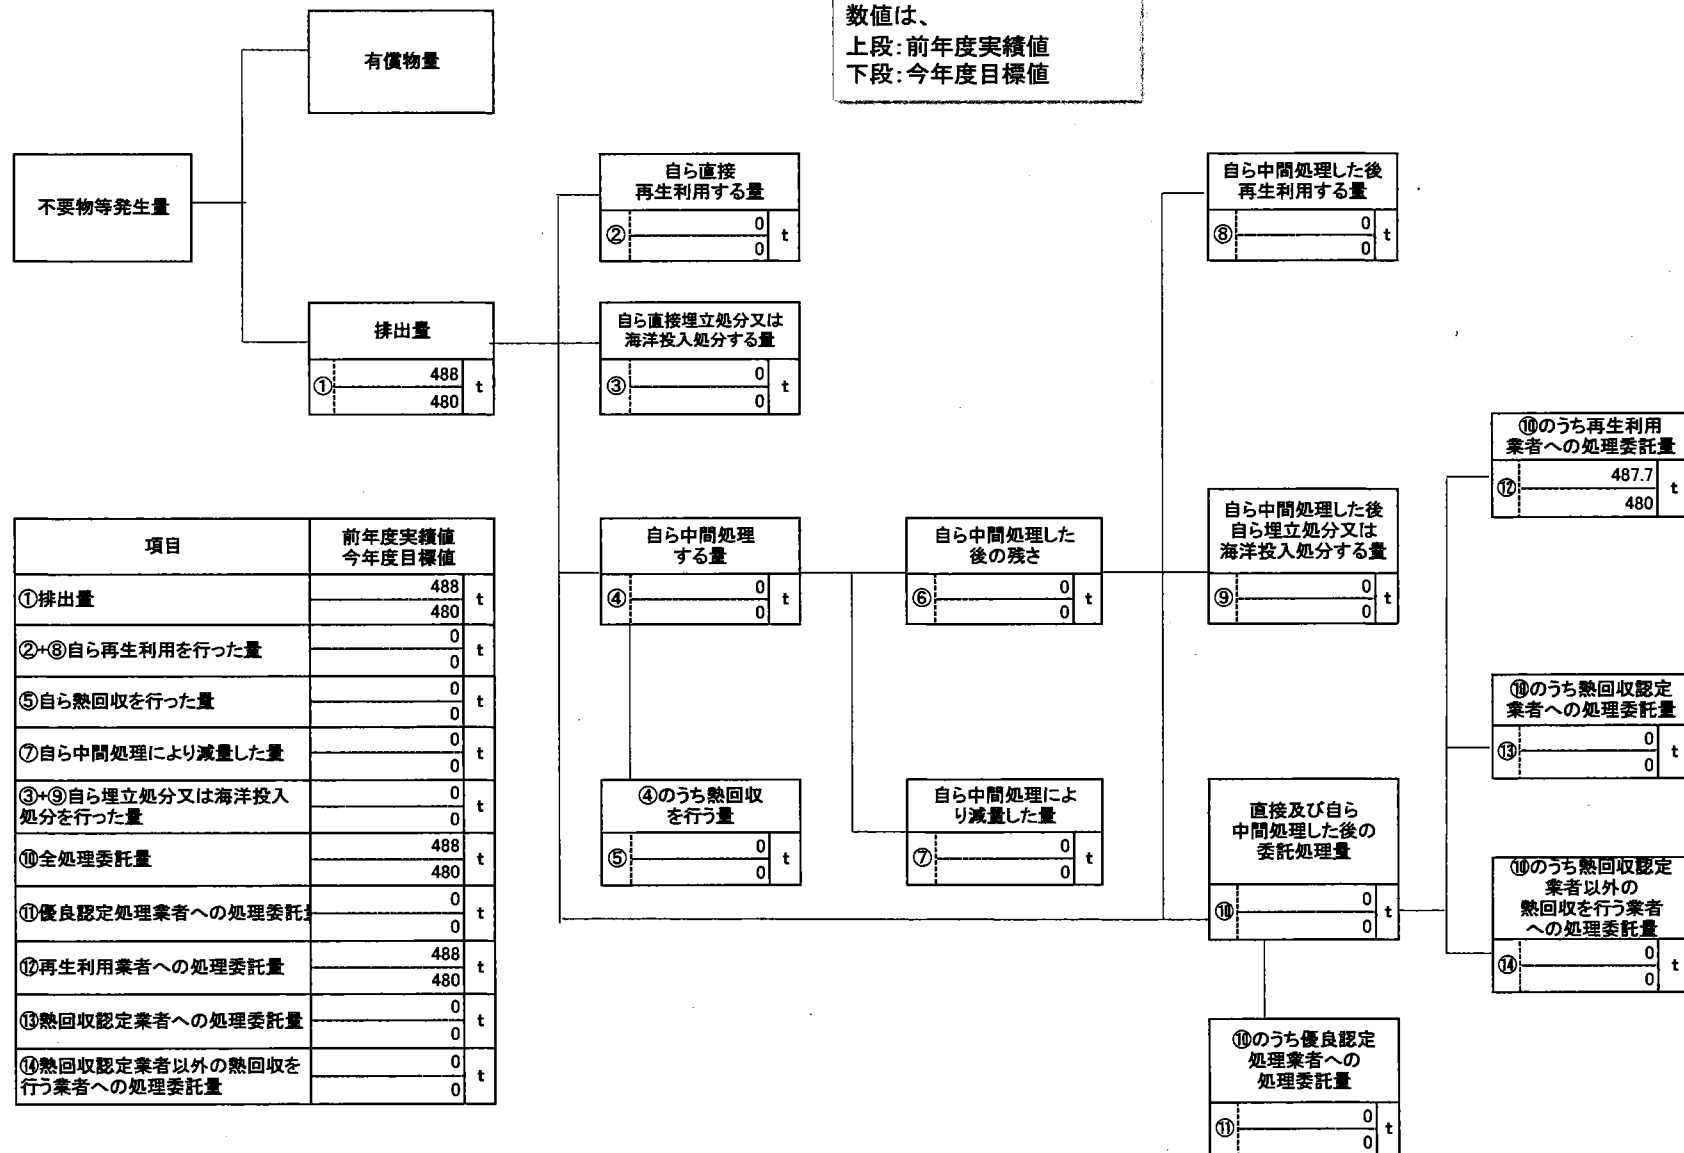 数値は、
上段:前年度実績値
下段:今年度目標値
有償物量
不要物等発生量
排出量
① 488 t
480
自ら直接
再生利用する量
② 0 t
0
自ら直接埋立処分又は
海洋投入処分する量
③ 0 t
0
自ら中間処理
する量
④ 0 t
0
④のうち熱回収
を行う量
⑤ 0 t
0
自ら中間処理した
後の残さ
⑥ 0 t
0
自ら中間処理によ
り減量した量
⑦ 0 t
0
自ら中間処理した後
再生利用する量
⑧ 0 t
0
自ら中間処理した後
自ら埋立処分又は
海洋投入処分する量
⑨ 0 t
0
直接及び自ら
中間処理した後の
委託処理量
⑩ 0 t
0
⑩のうち優良認定
処理業者への
処理委託量
⑪ 0 t
0
⑩のうち再生利用
業者への処理委託量
⑫ 487.7 t
480
⑩のうち熱回収認定
業者への処理委託量
⑬ 0 t
0
⑩のうち熱回収認定
業者以外の
熱回収を行う業者
への処理委託量
⑭ 0 t
0
項目 前年度実績値
今年度目標値
①排出量 488 t
480
②+⑧自ら再生利用を行った量 0 t
0
⑤自ら熱回収を行った量 0 t
0
⑦自ら中間処理により減量した量 0 t
0
③+⑨自ら埋立処分又は海洋投入
処分を行った量 0 t
0
⑩全処理委託量 488 t
480
⑪優良認定処理業者への処理委託 0 t
0
⑫再生利用業者への処理委託量 488 t
480
⑬熱回収認定業者への処理委託量 0 t
0
⑭熱回収認定業者以外の熱回収を
行う業者への処理委託量 0 t
0